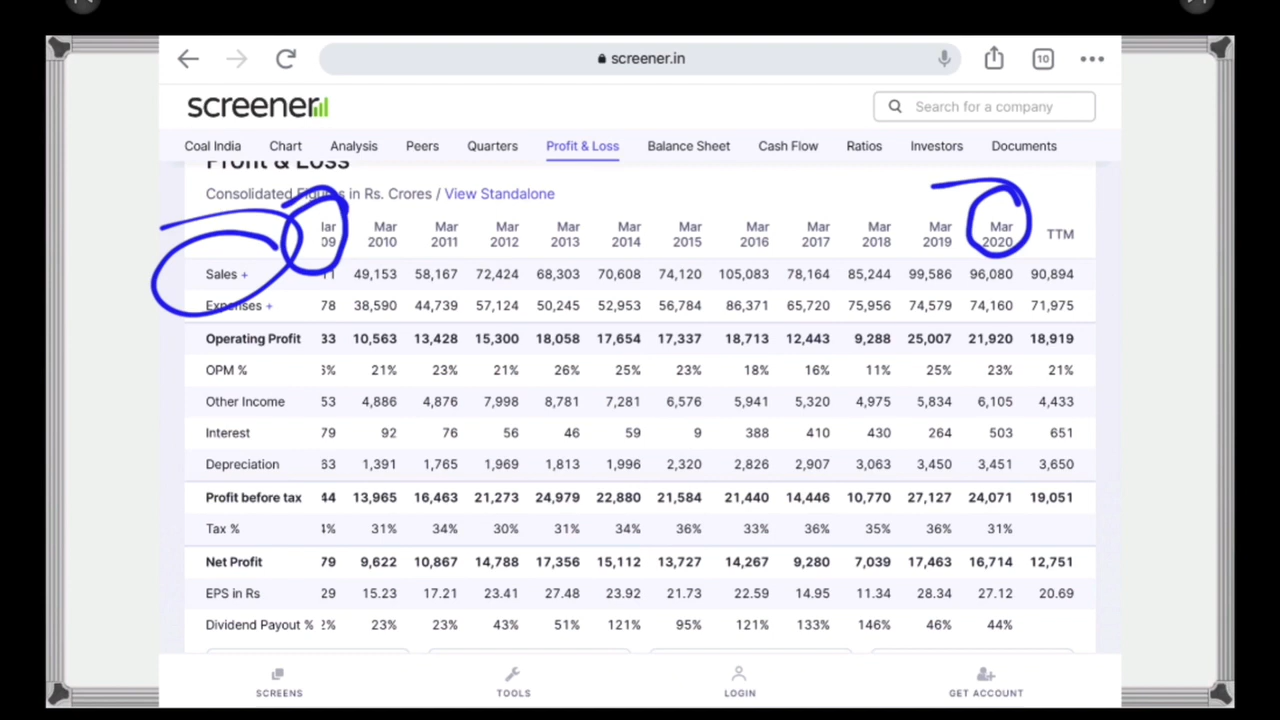 screener.in
10
screener
Search for a company
Coal India Chart Analysis Peers Quarters Profit & Loss Balance Sheet Cash Flow Ratios Investors Documents
Profit & Loss
Consolidated Figures in Rs. Crores / View Standalone
Mar Mar Mar Mar Mar Mar Mar Mar Mar Mar Mar
09 2010 2011 2012 2013 2014 2015 2016 2017 2018 2019 2020 TTM
Sales + 49,153 58,167 72,424 68,303 70,608 74,120 105,083 78,164 85,244 99,586 96,080 90,894
Expenses + 78 38,590 44,739 57,124 50,245 52,953 56,784 86,371 65,720 75,956 74,579 74,160 71,975
Operating Profit 33 10,563 13,428 15,300 18,058 17,654 17,337 18,713 12,443 9,288 25,007 21,920 18,919
OPM % % 21% 23% 21% 26% 25% 23% 18% 16% 11% 25% 23% 21%
Other Income 53 4,886 4,876 7,998 8,781 7,281 6,576 5,941 5,320 4,975 5,834 6,105 4,433
Interest 79 92 76 56 46 59 9 388 410 430 264 503 651
Depreciation 63 1,391 1,765 1,969 1,813 1,996 2,320 2,826 2,907 3,063 3,450 3,451 3,650
Profit before tax 44 13,965 16,463 21,273 24,979 22,880 21,584 21,440 14,446 10,770 27,127 24,071 19,051
Tax % % 31% 34% 30% 31% 34% 36% 33% 36% 35% 36% 31%
Net Profit 79 9,622 10,867 14,788 17,356 15,112 13,727 14,267 9,280 7,039 17,463 16,714 12,751
EPS in Rs 29 15.23 17.21 23.41 27.48 23.92 21.73 22.59 14.95 11.34 28.34 27.12 20.69
Dividend Payout % 2% 23% 23% 43% 51% 121% 95% 121% 133% 146% 46% 44%
SCREENS TOOLS LOGIN GET ACCOUNT